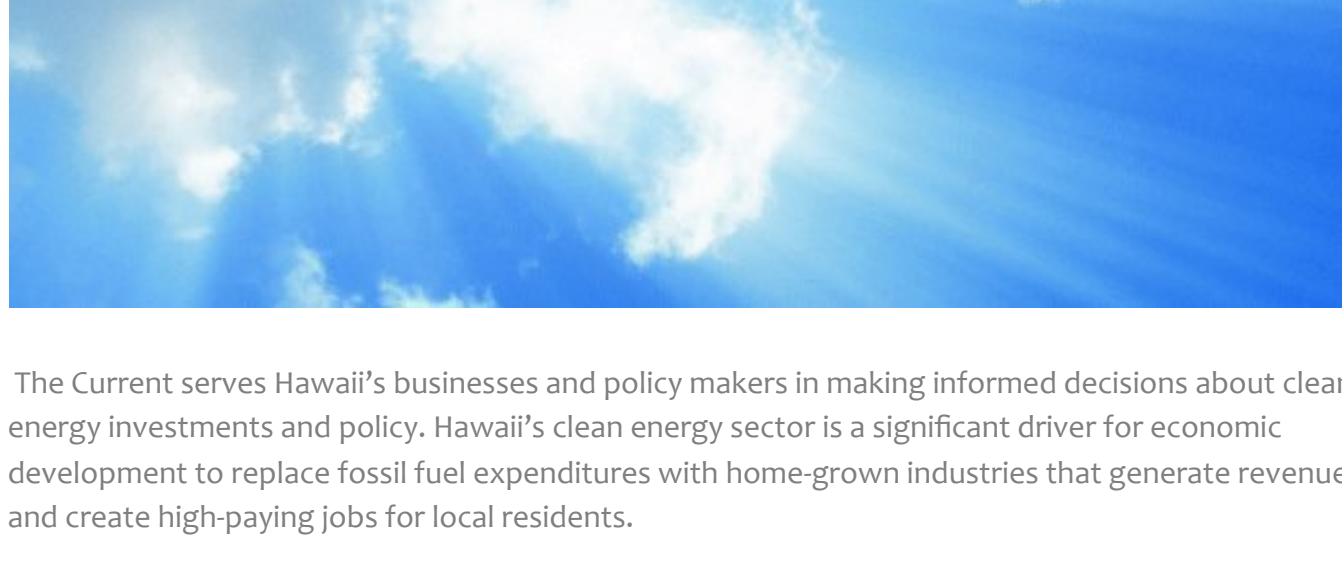 The Current serves Hawaii’s businesses and policy makers in making informed decisions about clean
energy investments and policy. Hawaii’s clean energy sector is a significant driver for economic
development to replace fossil fuel expenditures with home-grown industries that generate revenue
and create high-paying jobs for local residents.